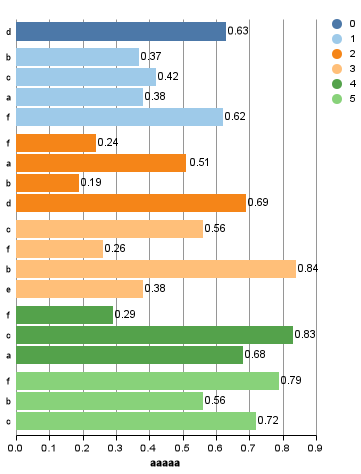 d 0.63 0
b 0.37 1
c 0.42 2
a 0.38 3
f 0.62 4
5
f 0.24
a 0.51
b 0.19
d 0.69
c 0.56
f 0.26
b 0.84
e 0.38
f 0.29
c 0.83
a 0.68
f 0.79
b 0.56
c 0.72
0.0 0.1 0.2 0.3 0.4 0.5 0.6 0.7 0.8 0.9
aaaaa